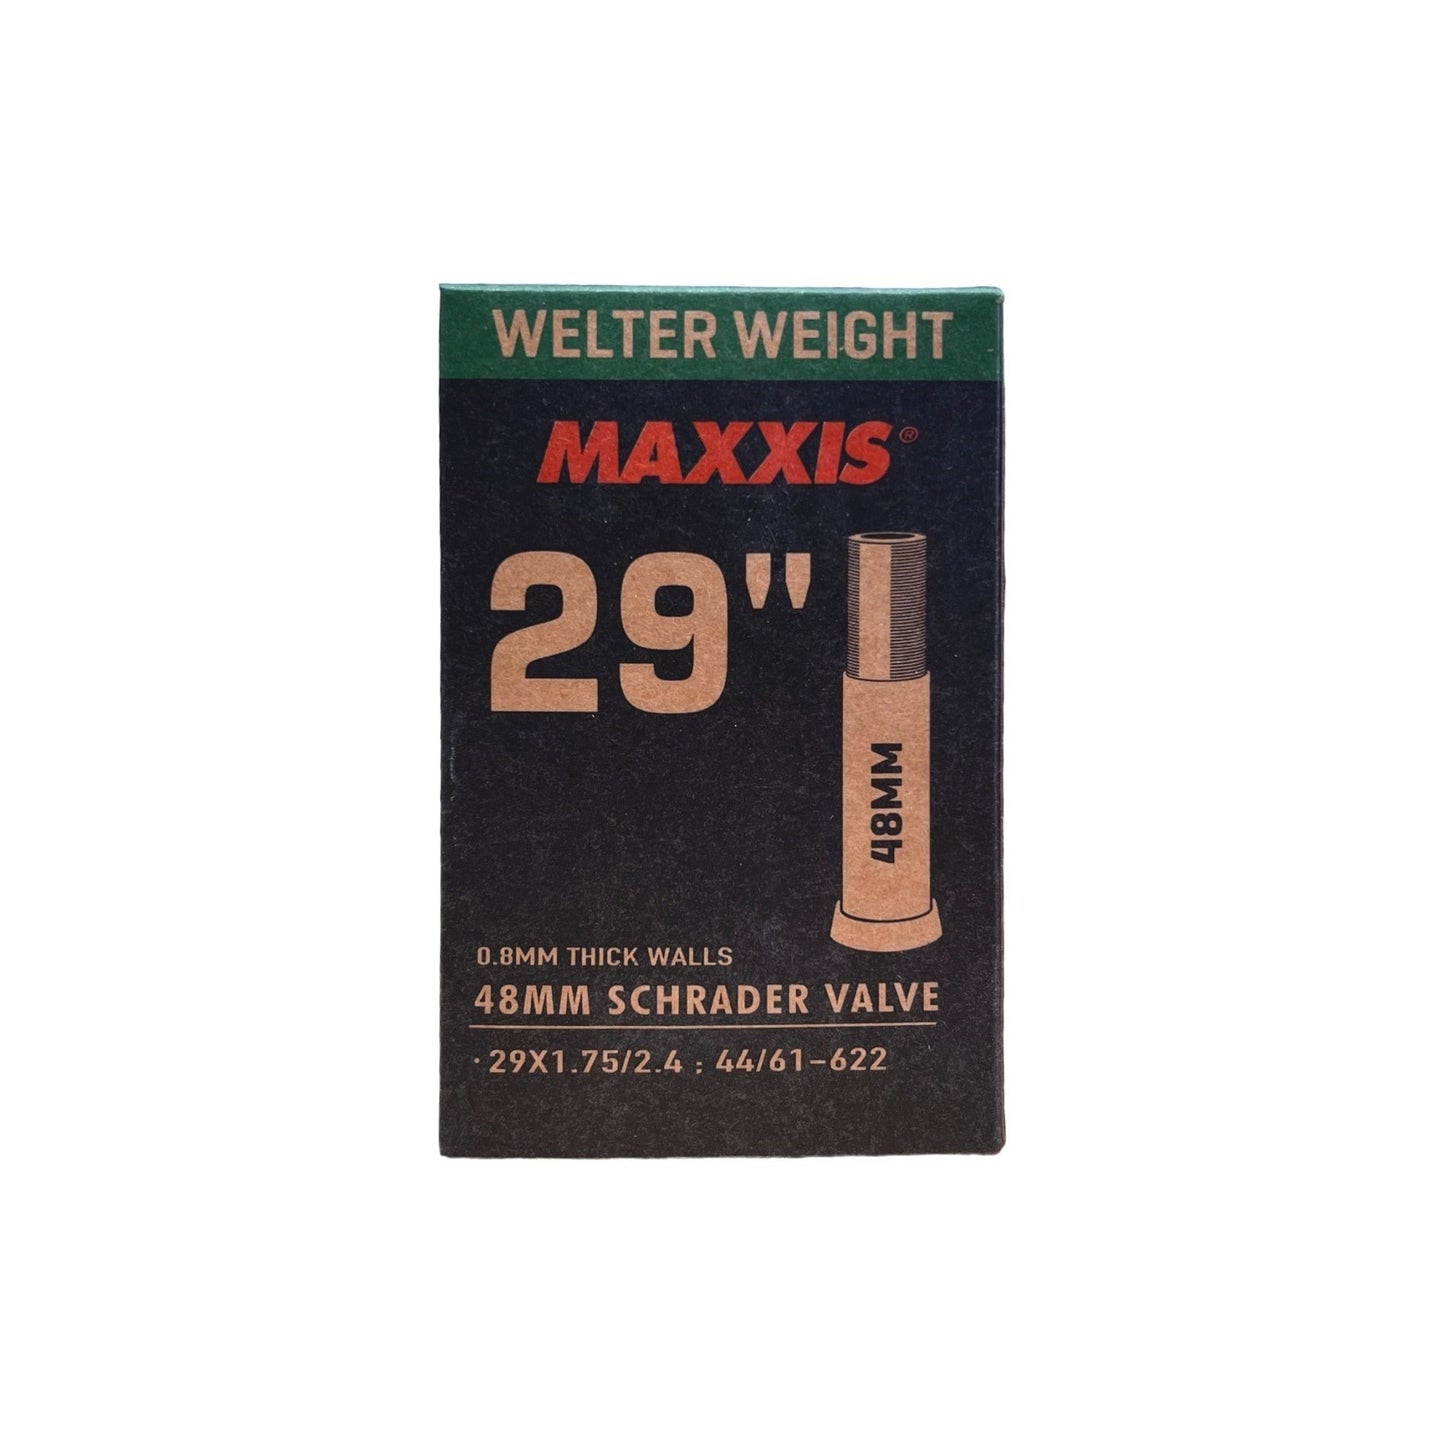 WELTER WEIGHT
MAXXIS®
29"
48MM
0.8MM THICK WALLS
48MM SCHRADER VALVE
· 29X1.75/2.4 ; 44/61-622